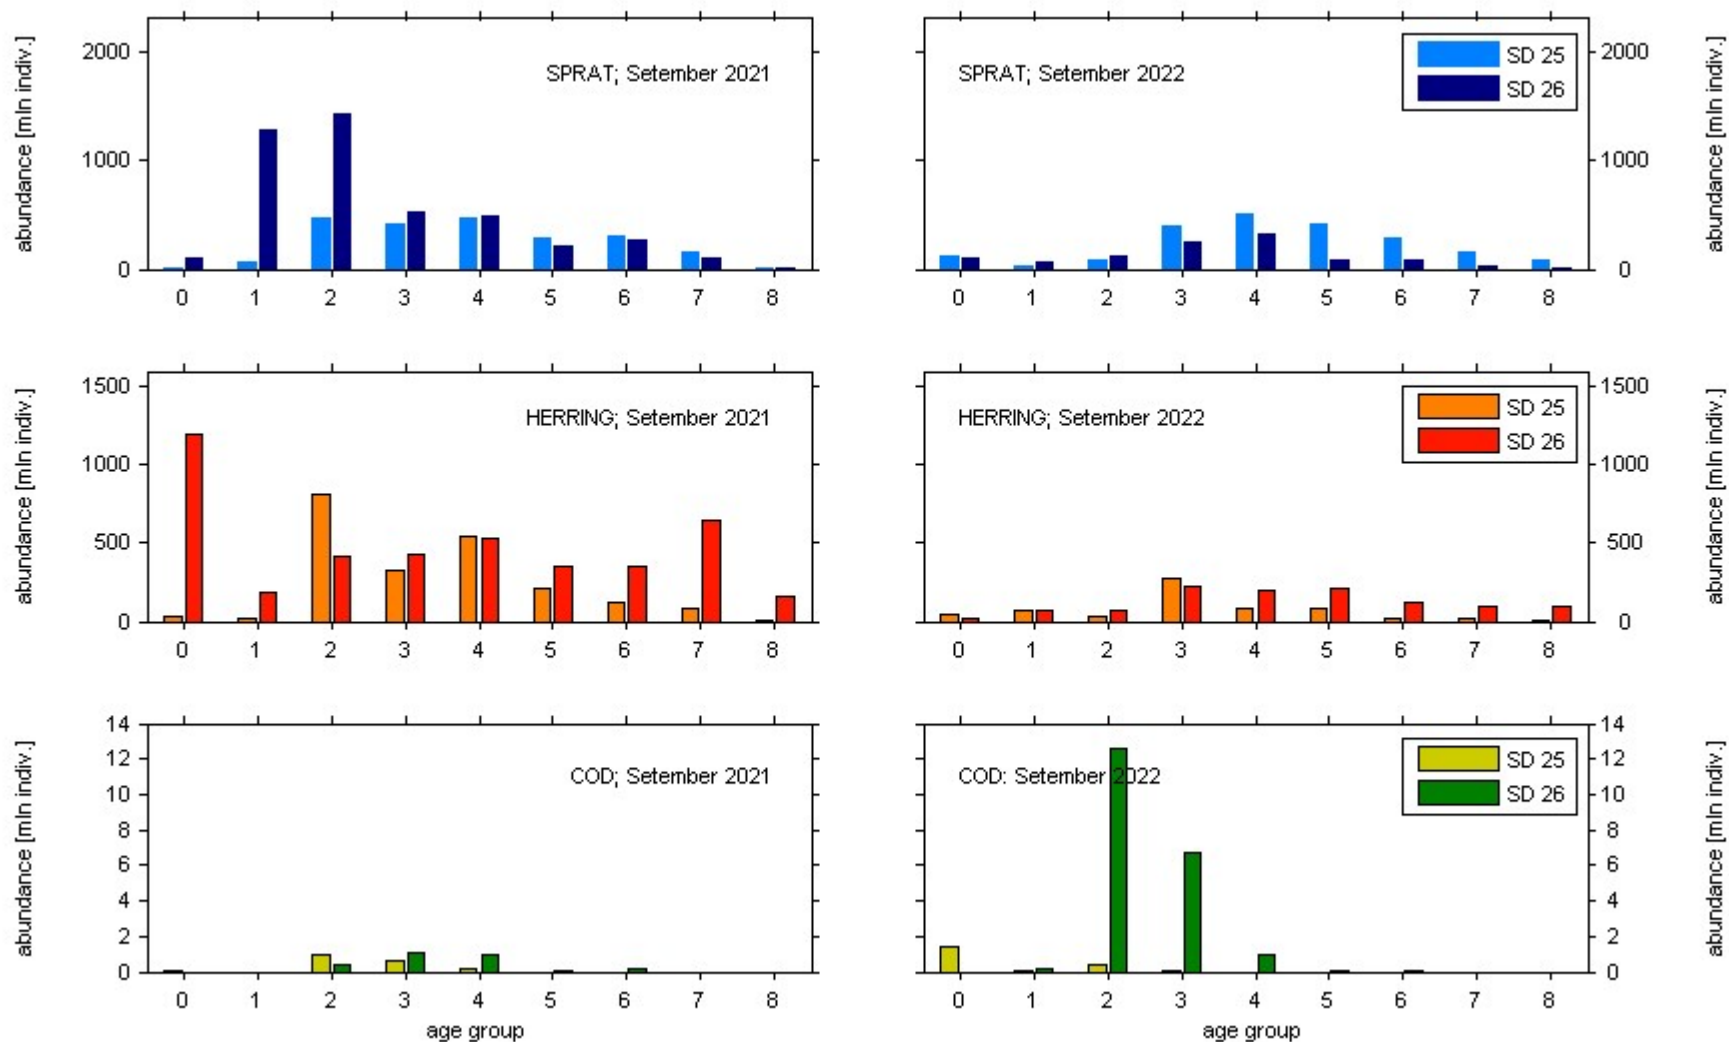 SPRAT; Setember 2021
abundance [mln indiv.]
2000
1000
0
0 1 2 3 4 5 6 7 8
SPRAT; Setember 2022
SD 25
SD 26
2000
1000
0
abundance [mln indiv.]
0 1 2 3 4 5 6 7 8
HERRING; Setember 2021
abundance [mln indiv.]
1500
1000
500
0
0 1 2 3 4 5 6 7 8
HERRING; Setember 2022
SD 25
SD 26
1500
1000
500
0
abundance [mln indiv.]
0 1 2 3 4 5 6 7 8
COD; Setember 2021
abundance [mln indiv.]
14
12
10
8
6
4
2
0
0 1 2 3 4 5 6 7 8
age group
COD: Setember 2022
SD 25
SD 26
14
12
10
8
6
4
2
0
abundance [mln indiv.]
0 1 2 3 4 5 6 7 8
age group